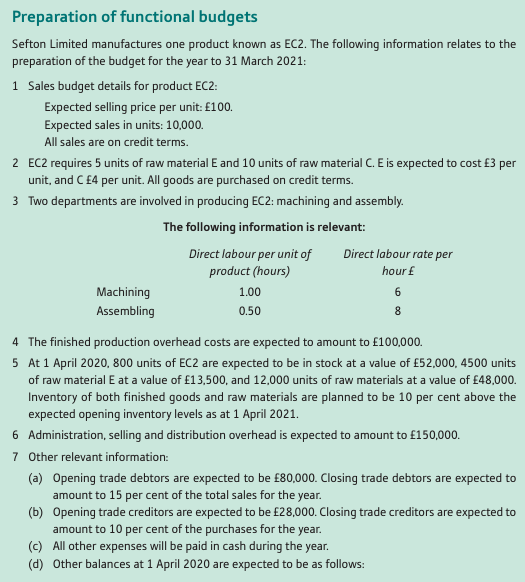 Preparation of functional budgets
Sefton Limited manufactures one product known as EC2. The following information relates to the
preparation of the budget for the year to 31 March 2021:
1 Sales budget details for product EC2:
Expected selling price per unit: £100.
Expected sales in units: 10,000.
All sales are on credit terms.
2 EC2 requires 5 units of raw material E and 10 units of raw material C. E is expected to cost £3 per
unit, and C £4 per unit. All goods are purchased on credit terms.
3 Two departments are involved in producing EC2: machining and assembly.
The following information is relevant:
Direct labour per unit of Direct labour rate per
product (hours) hour £
Machining 1.00 6
Assembling 0.50 8
4 The finished production overhead costs are expected to amount to £100,000.
5 At 1 April 2020, 800 units of EC2 are expected to be in stock at a value of £52,000, 4500 units
of raw material E at a value of £13,500, and 12,000 units of raw materials at a value of £48,000.
Inventory of both finished goods and raw materials are planned to be 10 per cent above the
expected opening inventory levels as at 1 April 2021.
6 Administration, selling and distribution overhead is expected to amount to £150,000.
7 Other relevant information:
(a) Opening trade debtors are expected to be £80,000. Closing trade debtors are expected to
amount to 15 per cent of the total sales for the year.
(b) Opening trade creditors are expected to be £28,000. Closing trade creditors are expected to
amount to 10 per cent of the purchases for the year.
(c) All other expenses will be paid in cash during the year.
(d) Other balances at 1 April 2020 are expected to be as follows: